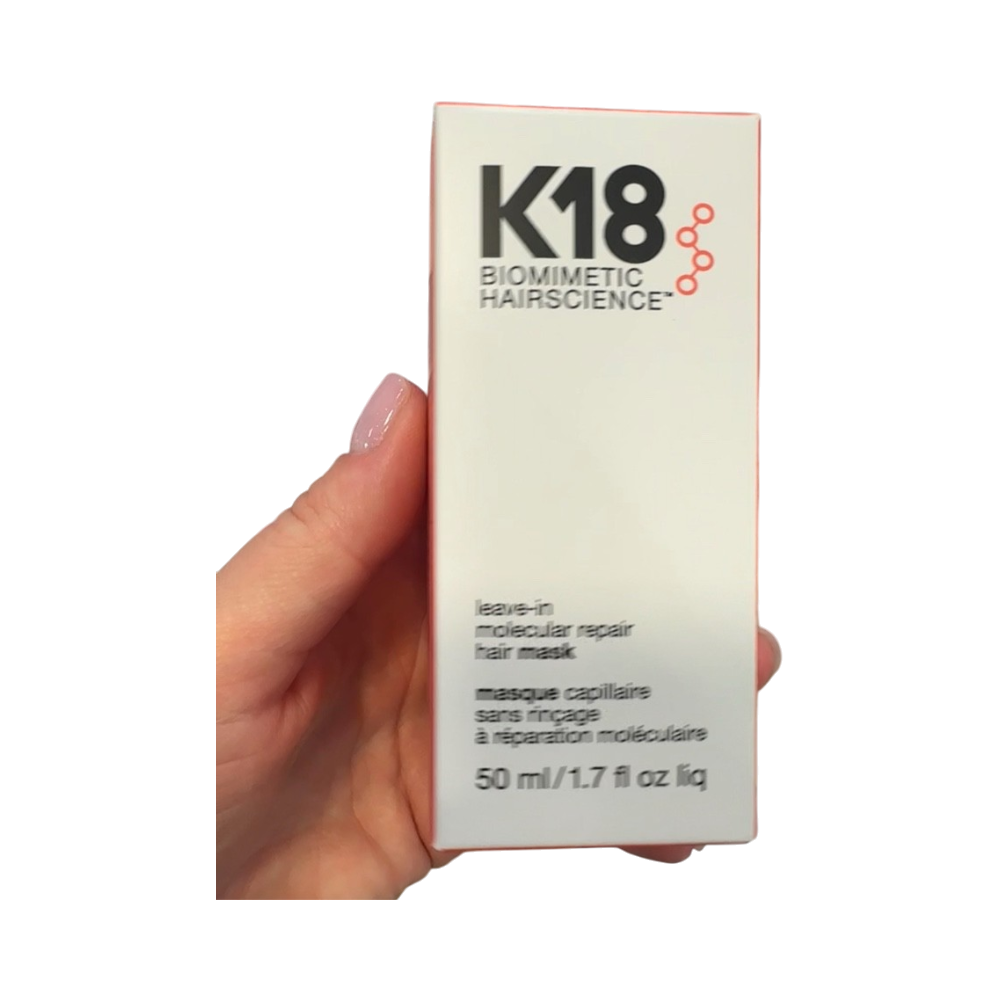 K18
BIOMIMETIC
HAIRSCIENCE™
leave-in
molecular repair
hair mask
masque capillaire
sans rinçage
à réparation moléculaire
50 ml/1.7 fl oz liq